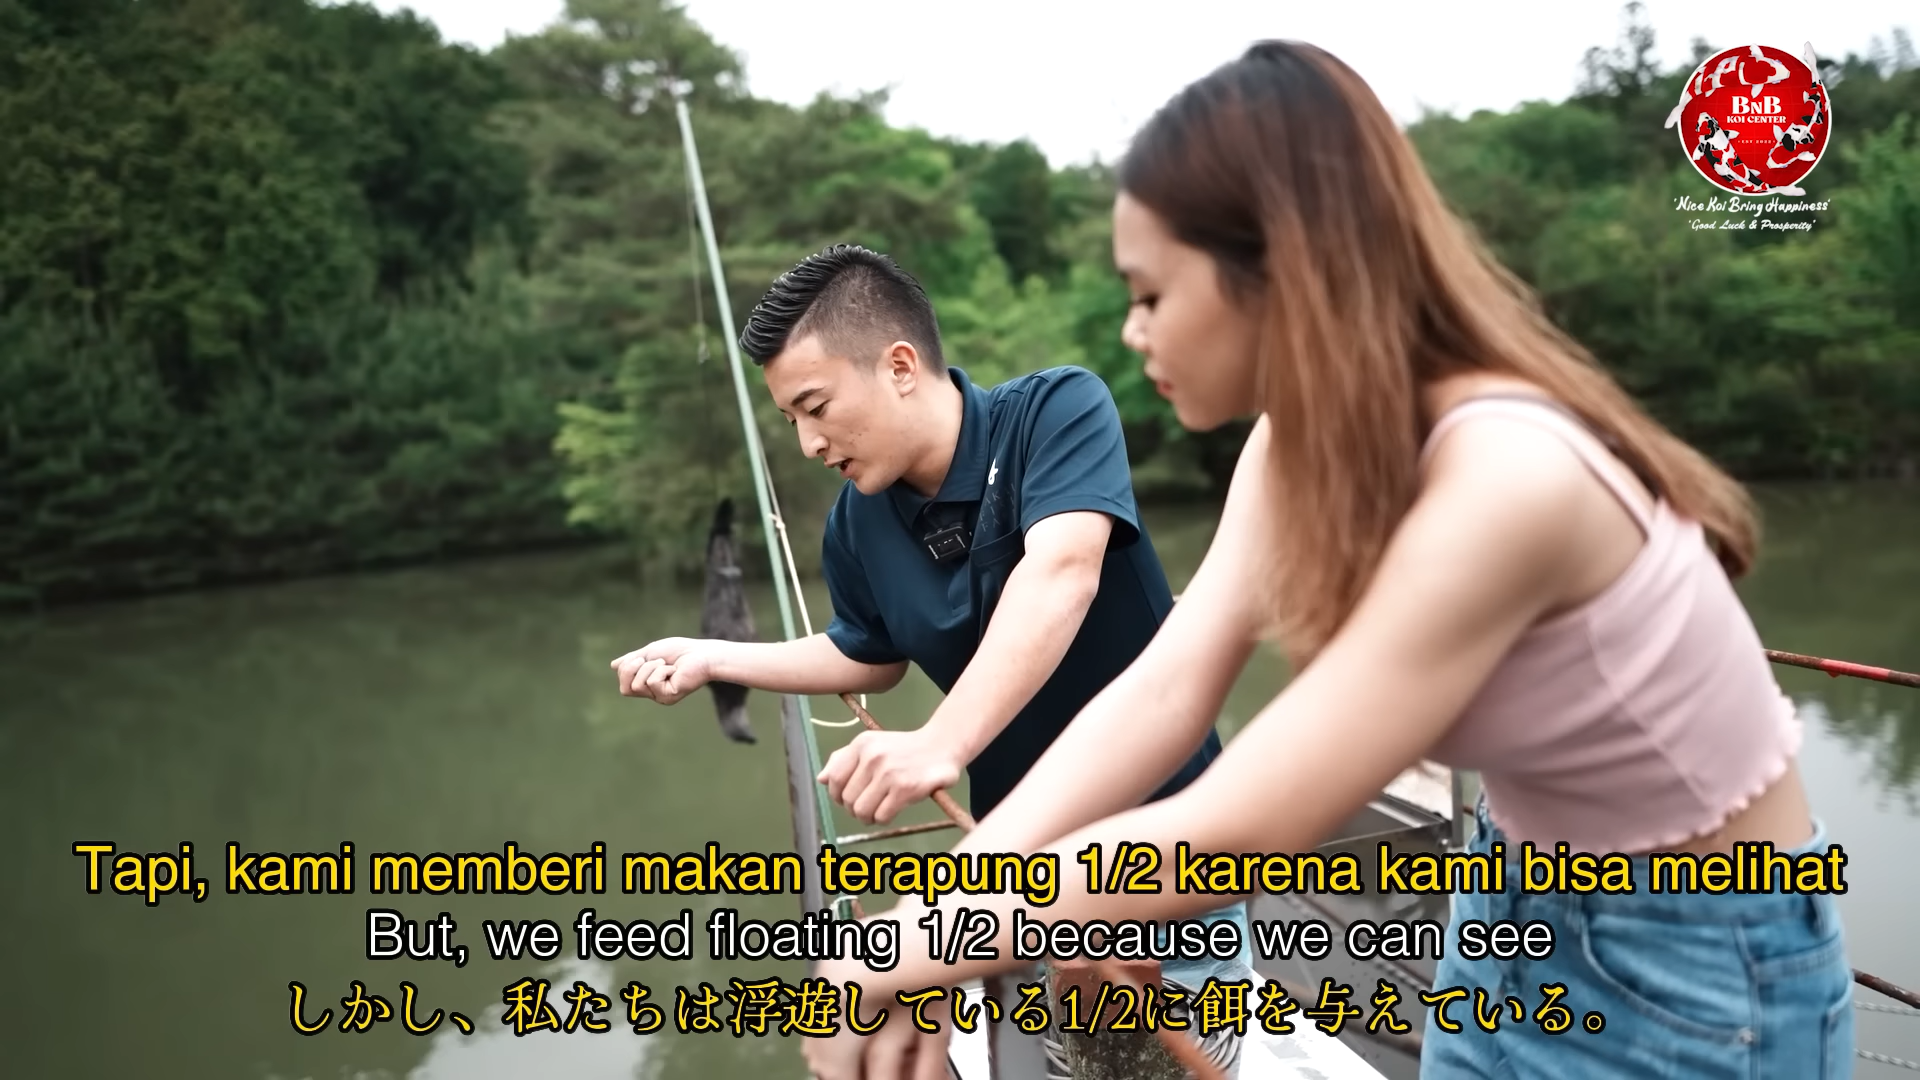 BNB
KOI CENTER
'Nice Koi Bring Happiness'
'Good Luck & Prosperity'
Tapi, kami memberi makan terapung 1/2 karena kami bisa melihat
But, we feed floating 1/2 because we can see
しかし、私たちは浮遊している1/2に餌を与えている。